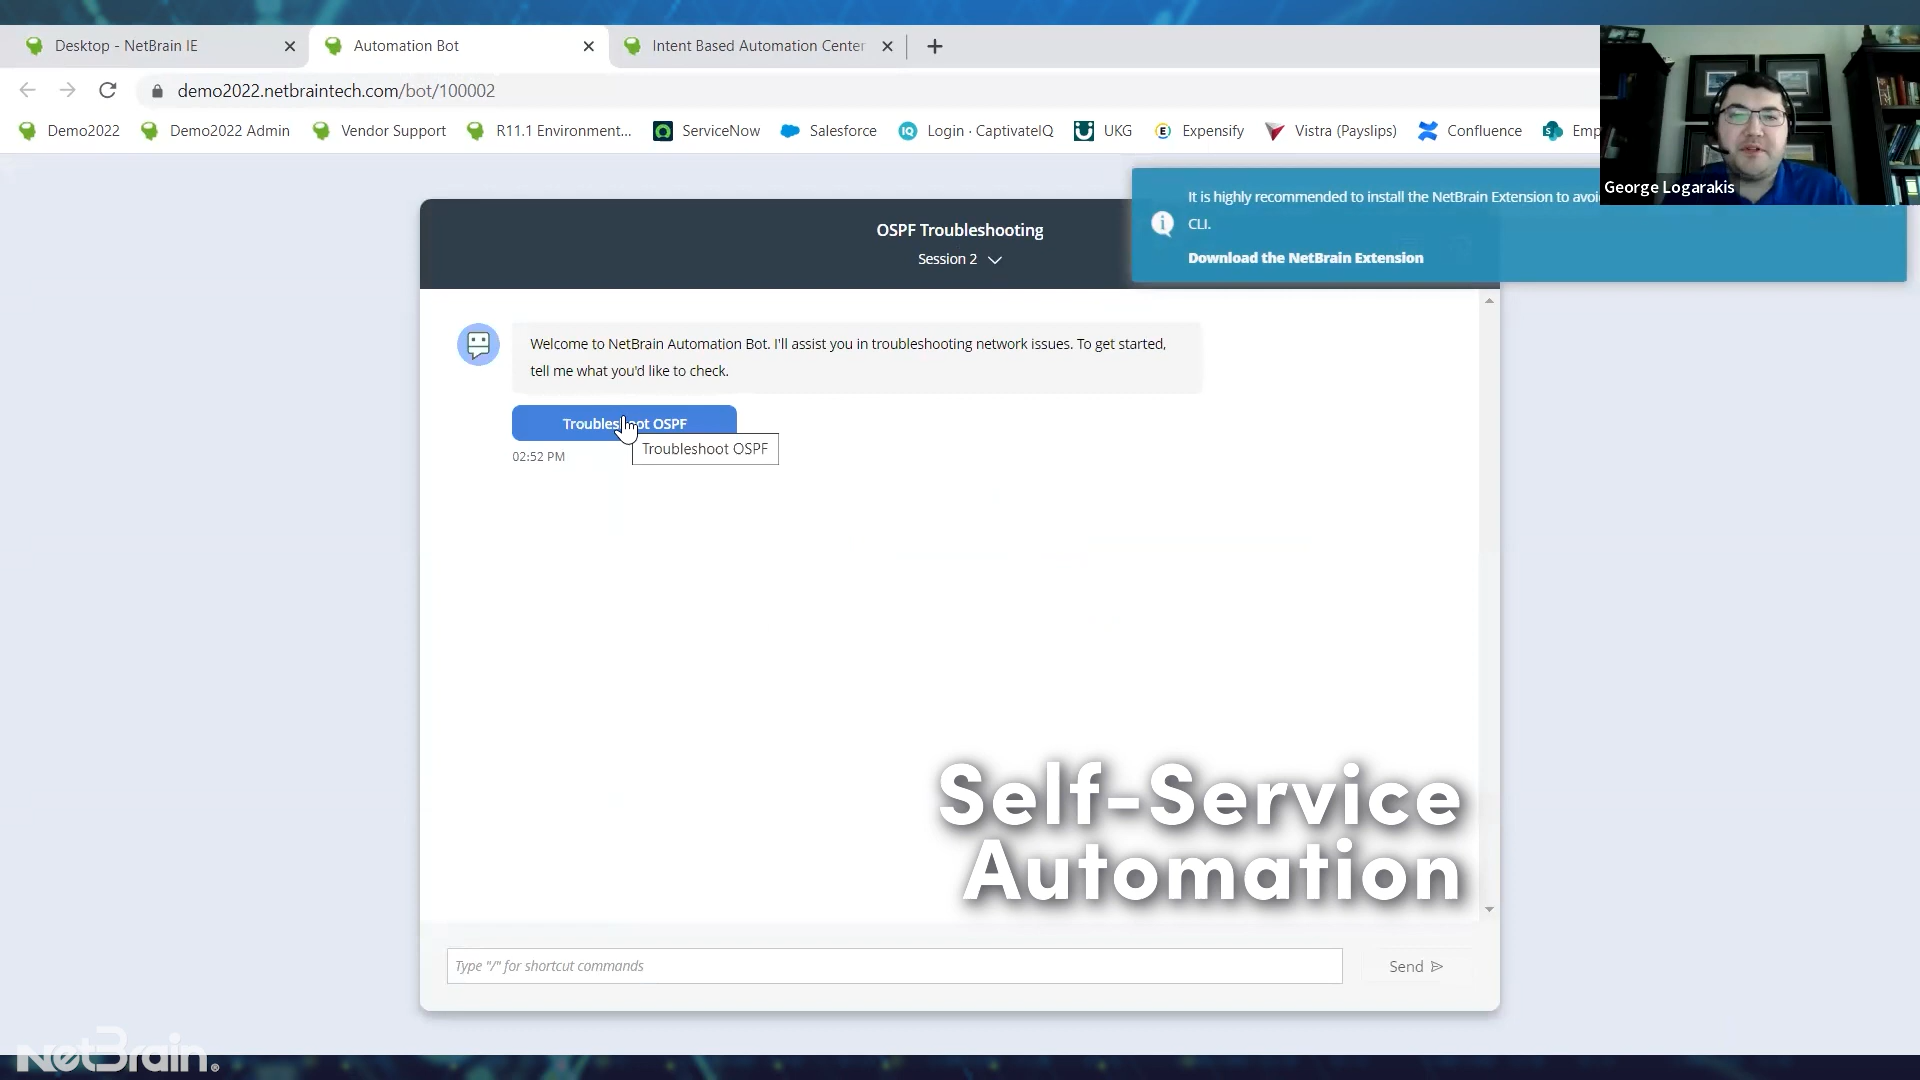 Desktop - NetBrain IE
Automation Bot
Intent Based Automation Center
demo2022.netbraintech.com/bot/100002
Demo2022
Demo2022 Admin
Vendor Support
R11.1 Environment...
ServiceNow
Salesforce
IQ
Login · CaptivateIQ
UKG
E
Expensify
Vistra (Payslips)
Confluence
S
Emp
George Logarakis
It is highly recommended to install the NetBrain Extension to avoi
CLI.
Download the NetBrain Extension
OSPF Troubleshooting
Session 2
Welcome to NetBrain Automation Bot. I'll assist you in troubleshooting network issues. To get started,
tell me what you'd like to check.
Troubleshoot OSPF
Troubleshoot OSPF
02:52 PM
Self-Service
Automation
Type "/" for shortcut commands
Send
NetBrain®